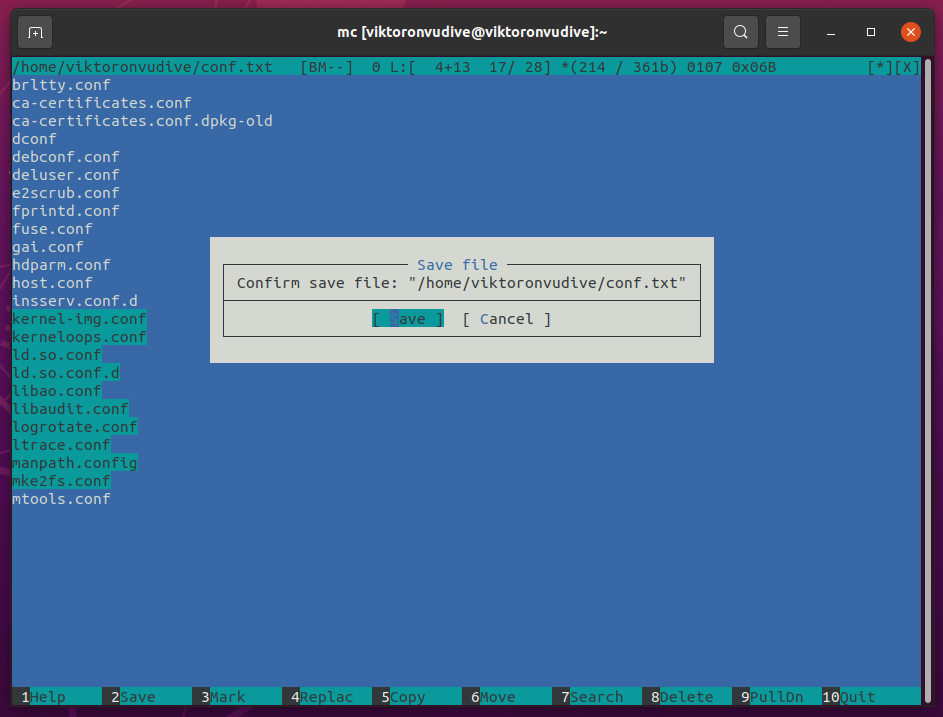 mc [viktoronvudive@viktoronvudive]:~
/home/viktoronvudive/conf.txt [BM--] 0 L:[ 4+13 17/ 28] *(214 / 361b) 0107 0x06B [*][X]
brltty.conf
ca-certificates.conf
ca-certificates.conf.dpkg-old
dconf
debconf.conf
deluser.conf
e2scrub.conf
fprintd.conf
fuse.conf
gai.conf
hdparm.conf
host.conf
insserv.conf.d
kernel-img.conf
kerneloops.conf
ld.so.conf
ld.so.conf.d
libao.conf
libaudit.conf
logrotate.conf
ltrace.conf
manpath.config
mke2fs.conf
mtools.conf
Save file
Confirm save file: "/home/viktoronvudive/conf.txt"
[ Save ] [ Cancel ]
1Help 2Save 3Mark 4Replac 5Copy 6Move 7Search 8Delete 9PullDn 10Quit